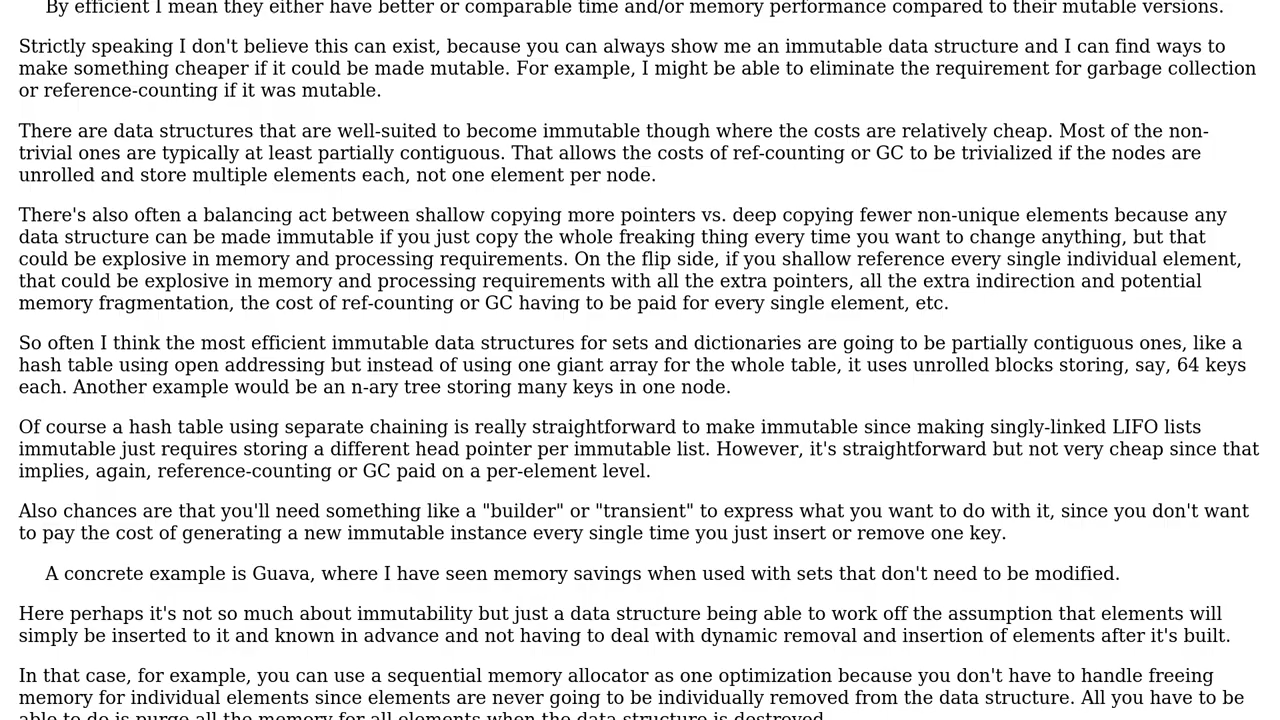 By efficient I mean they either have better or comparable time and/or memory performance compared to their mutable versions.
Strictly speaking I don't believe this can exist, because you can always show me an immutable data structure and I can find ways to
make something cheaper if it could be made mutable. For example, I might be able to eliminate the requirement for garbage collection
or reference-counting if it was mutable.
There are data structures that are well-suited to become immutable though where the costs are relatively cheap. Most of the non-
trivial ones are typically at least partially contiguous. That allows the costs of ref-counting or GC to be trivialized if the nodes are
unrolled and store multiple elements each, not one element per node.
There's also often a balancing act between shallow copying more pointers vs. deep copying fewer non-unique elements because any
data structure can be made immutable if you just copy the whole freaking thing every time you want to change anything, but that
could be explosive in memory and processing requirements. On the flip side, if you shallow reference every single individual element,
that could be explosive in memory and processing requirements with all the extra pointers, all the extra indirection and potential
memory fragmentation, the cost of ref-counting or GC having to be paid for every single element, etc.
So often I think the most efficient immutable data structures for sets and dictionaries are going to be partially contiguous ones, like a
hash table using open addressing but instead of using one giant array for the whole table, it uses unrolled blocks storing, say, 64 keys
each. Another example would be an n-ary tree storing many keys in one node.
Of course a hash table using separate chaining is really straightforward to make immutable since making singly-linked LIFO lists
immutable just requires storing a different head pointer per immutable list. However, it's straightforward but not very cheap since that
implies, again, reference-counting or GC paid on a per-element level.
Also chances are that you'll need something like a "builder" or "transient" to express what you want to do with it, since you don't want
to pay the cost of generating a new immutable instance every single time you just insert or remove one key.
A concrete example is Guava, where I have seen memory savings when used with sets that don't need to be modified.
Here perhaps it's not so much about immutability but just a data structure being able to work off the assumption that elements will
simply be inserted to it and known in advance and not having to deal with dynamic removal and insertion of elements after it's built.
In that case, for example, you can use a sequential memory allocator as one optimization because you don't have to handle freeing
memory for individual elements since elements are never going to be individually removed from the data structure. All you have to be
able to do is purge all the memory for all elements when the data structure is destroyed.